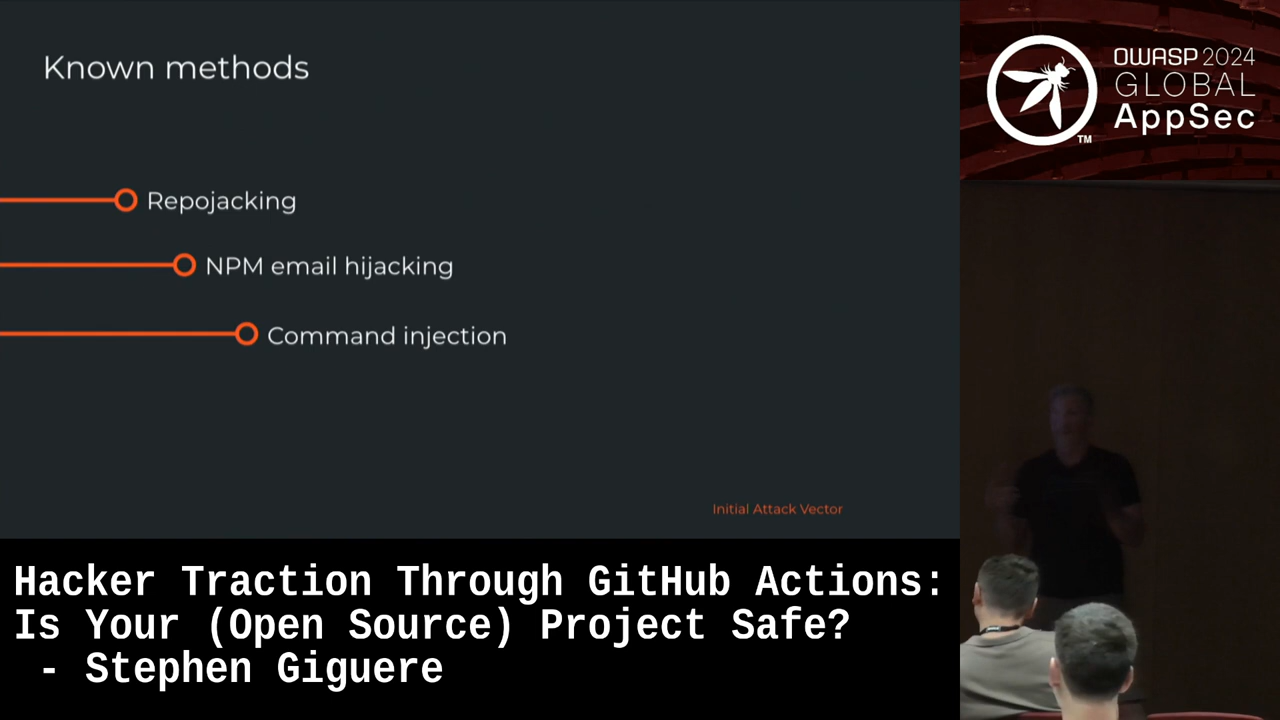 Known methods
Repojacking
NPM email hijacking
Command injection
Initial Attack Vector
OWASP 2024
GLOBAL
AppSec
TM
Hacker Traction Through GitHub Actions:
Is Your (Open Source) Project Safe?
- Stephen Giguere